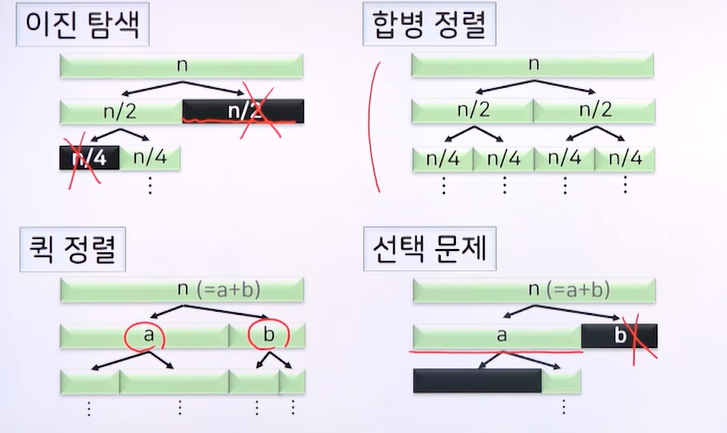 이진 탐색
n
n/2 n/2
n/4 n/4
합병 정렬
n
n/2 n/2
n/4 n/4 n/4 n/4
퀵 정렬
n (=a+b)
a b
선택 문제
n (=a+b)
a b